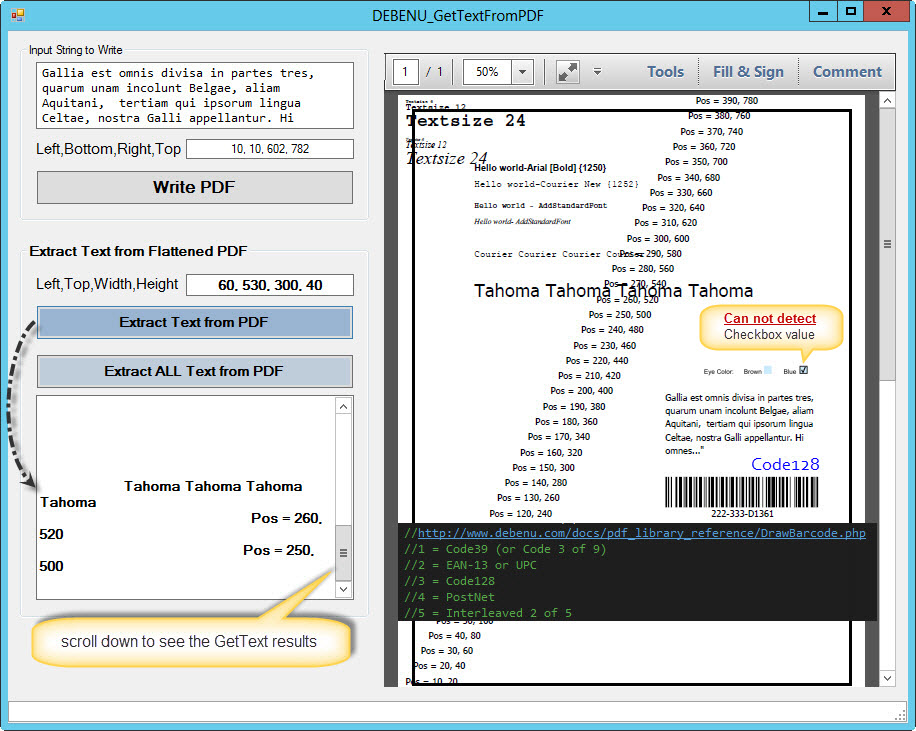 DEBENU_GetTextFromPDF
Input String to Write
Gallia est omnis divisa in partes tres,
quarum unam incolunt Belgae, aliam
Aquitani,  tertiam qui ipsorum lingua
Celtae, nostra Galli appellantur. Hi
Left,Bottom,Right,Top
10, 10, 602, 782
Write PDF
Extract Text from Flattened PDF
Left,Top,Width,Height
60, 530, 300, 40
Extract Text from PDF
Extract ALL Text from PDF
Tahoma Tahoma Tahoma
Tahoma
Pos = 260,
520
Pos = 250,
500
scroll down to see the GetText results
1 / 1
50%
Tools
Fill & Sign
Comment
Textsize 12
Textsize 24
Textsize 12
Textsize 24
Hello world-Arial [Bold] {1250}
Hello world-Courier New {1252}
Hello world - AddStandardFont
Hello world- AddStandardFont
Courier Courier Courier Courier
Tahoma Tahoma Tahoma Tahoma
Pos = 390, 780
Pos = 380, 760
Pos = 370, 740
Pos = 360, 720
Pos = 350, 700
Pos = 340, 680
Pos = 330, 660
Pos = 320, 640
Pos = 310, 620
Pos = 300, 600
Pos = 290, 580
Pos = 280, 560
Pos = 270, 540
Pos = 260, 520
Pos = 250, 500
Pos = 240, 480
Pos = 230, 460
Pos = 220, 440
Pos = 210, 420
Pos = 200, 400
Pos = 190, 380
Pos = 180, 360
Pos = 170, 340
Pos = 160, 320
Pos = 150, 300
Pos = 140, 280
Pos = 130, 260
Pos = 120, 240
Can not detect
Checkbox value
Eye Color: Brown Blue
Gallia est omnis divisa in partes tres,
quarum unam incolunt Belgae, aliam
Aquitani,  tertiam qui ipsorum lingua
Celtae, nostra Galli appellantur. Hi
omnes..."
Code128
222-333-D1361
//http://www.debenu.com/docs/pdf_library_reference/DrawBarcode.php
//1 = Code39 (or Code 3 of 9)
//2 = EAN-13 or UPC
//3 = Code128
//4 = PostNet
//5 = Interleaved 2 of 5
Pos = 50, 100
Pos = 40, 80
Pos = 30, 60
Pos = 20, 40
Pos = 10, 20